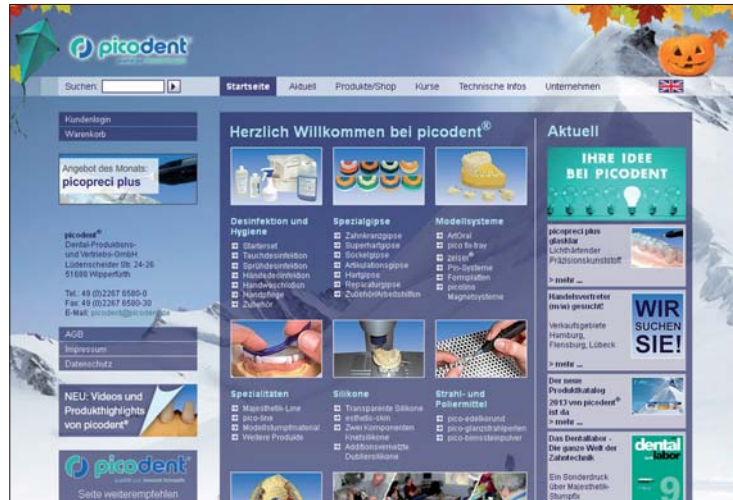 picodent
Suchen:
Startseite
Aktuell
Produkte/Shop
Kurse
Technische Infos
Unternehmen
Kundenlogin
Warenkorb
Angebot des Monats:
picopreci plus
picodent®
Dental-Produktions-
und Vertriebs-GmbH
Lüdenscheider Str. 24-26
51688 Wipperfürth
Tel.: 49 (0)2267 6580-0
Fax: 49 (0)2267 6580-30
E-Mail: picodent@picodent.de
AGB
Impressum
Datenschutz
NEU: Videos und
Produkthighlights
von picodent®
picodent
Seite weiterempfehlen
Herzlich Willkommen bei picodent®
Desinfektion und
Hygiene
Starterset
Tauchdesinfektion
Sprühdesinfektion
Händedesinfektion
Handwaschlotion
Handpflege
Zubehör
Spezialgipse
Zahnkranzgipse
Superhartgipse
Sockelgipse
Artikulationsgipse
Hartgipse
Reparaturgipse
Zubehör/Arbeitshilfen
Modellsysteme
ArtOral
pico fix-tray
zeiser®
Pin-Systeme
Formplatten
picoline
Magnetsysteme
Spezialitäten
Majesthetik-Line
pico-line
Modellstumpfmaterial
Weitere Produkte
Silikone
Transparente Silikone
esthetic-skin
Zwei Komponenten
Knetsilikone
Additionsvernetzte
Dubliersilikone
Strahl- und
Poliermittel
pico-edelkorund
pico-glanzstrahlperlen
pico-bimssteinpulver
Aktuell
IHRE IDEE
BEI PICODENT
picopreci plus
glasklar
Lichthärtender
Präzisionskunststoff
> mehr ...
Handelsvertreter
(m/w) gesucht!
Verkaufsgebiete
Hamburg,
Flensburg, Lübeck
> mehr ...
WIR
SUCHEN
SIE!
Der neue
Produktkatalog
2013 von picodent®
ist da
> mehr ...
Das Dentallabor -
Die ganze Welt der
Zahntechnik
Ein Sonderdruck
über Majesthetik-
Stumpfix
dental
labor
9